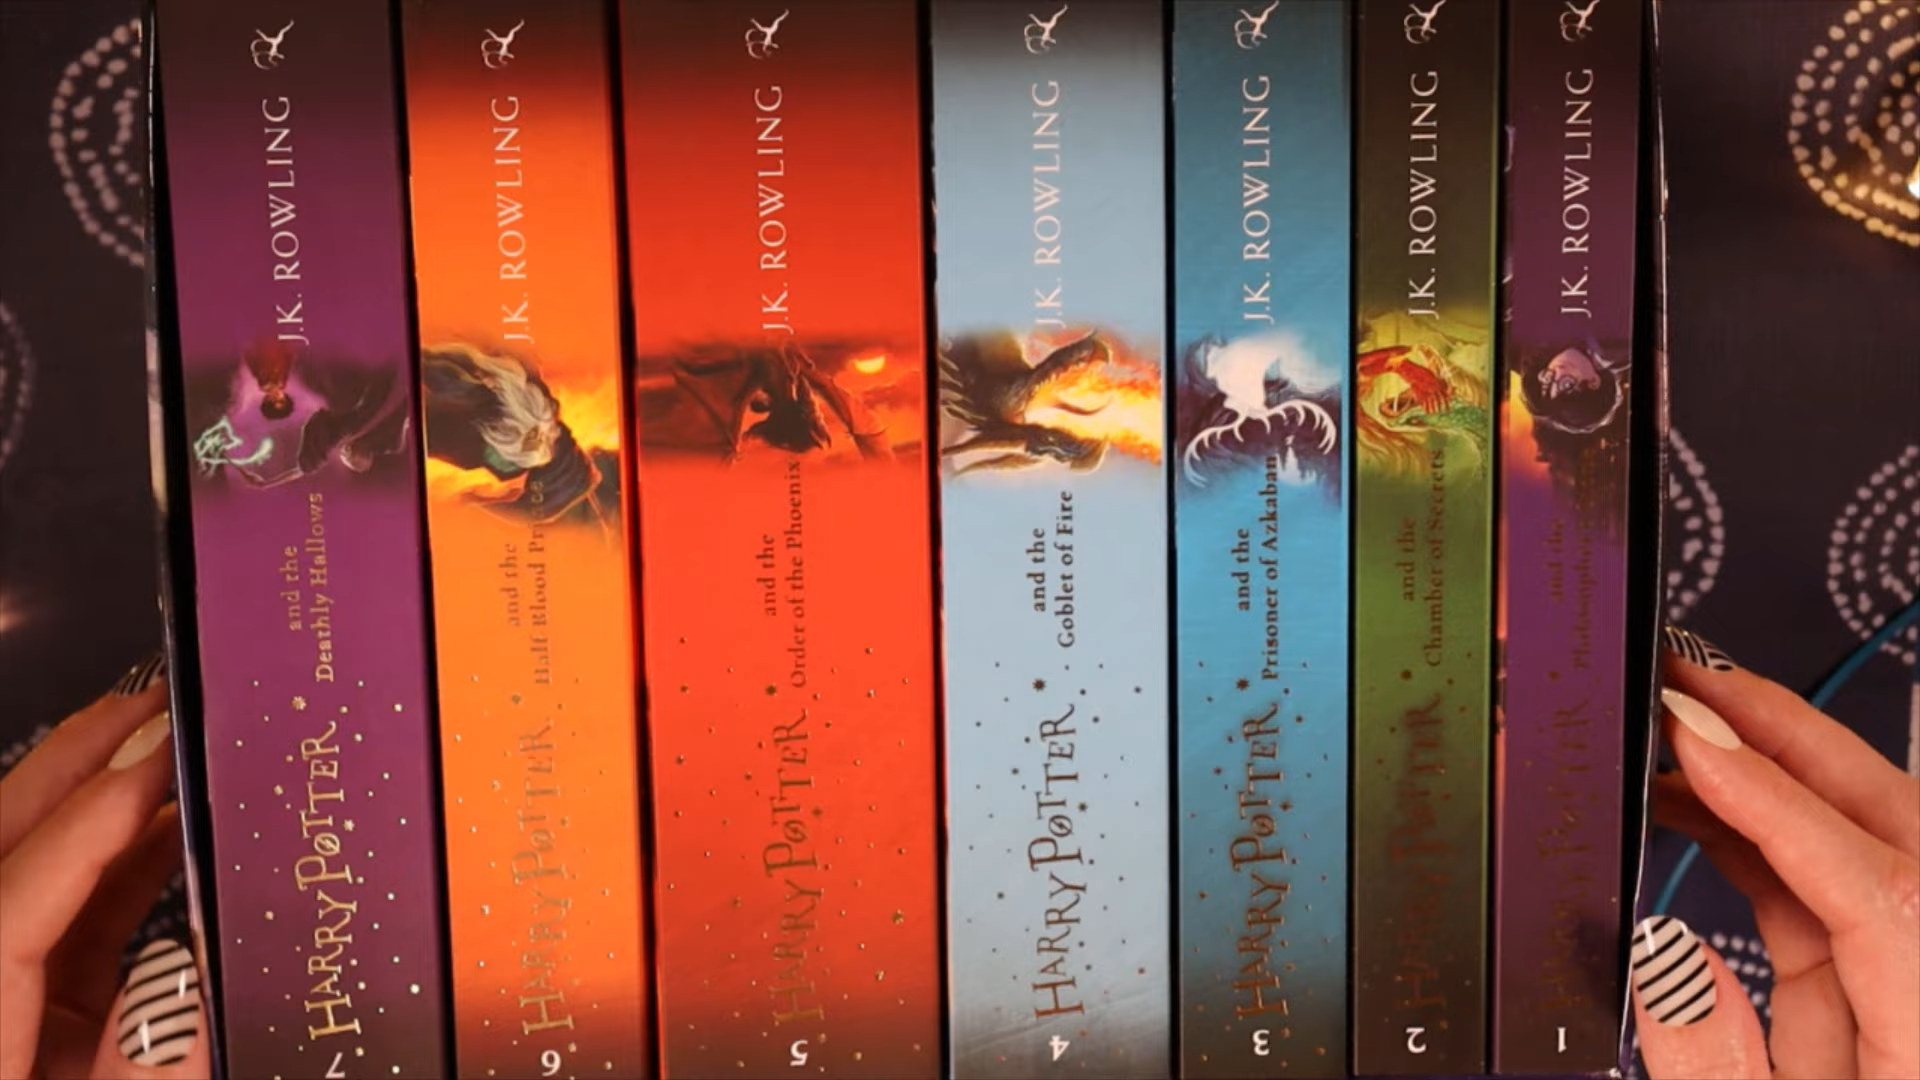 7
HARRY POTTER
and the
Deathly Hallows
J.K. ROWLING
6
HARRY POTTER
and the
Half-Blood Prince
J.K. ROWLING
5
HARRY POTTER
and the
Order of the Phoenix
J.K. ROWLING
4
HARRY POTTER
and the
Goblet of Fire
J.K. ROWLING
3
HARRY POTTER
and the
Prisoner of Azkaban
J.K. ROWLING
2
HARRY POTTER
and the
Chamber of Secrets
J.K. ROWLING
1
HARRY POTTER
and the
Philosopher's
J.K. ROWLING